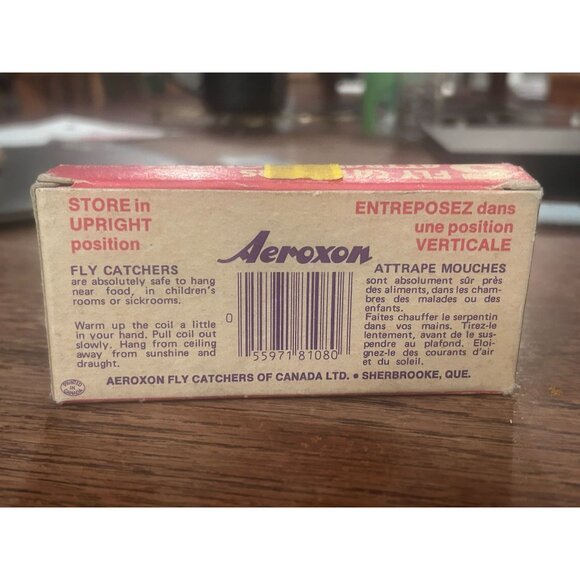 FLY CATCHERS
STORE in
UPRIGHT
position
FLY CATCHERS
are absolutely safe to hang
near food, in children's
rooms or sickrooms.
Warm up the coil a little
in your hand. Pull coil out
slowly. Hang from ceiling
away from sunshine and
draught.
Aeroxon
0
55971 81080
ENTREPOSEZ dans
une position
VERTICALE
ATTRAPE MOUCHES
sont absolument sûr près
des aliments, dans les cham-
bres des malades ou des
enfants.
Faites chauffer le serpentin
dans vos mains. Tirez-le
lentement, avant de le sus-
pendre au plafond. Eloi-
gnez-le des courants d'air
et du soleil.
PRINTED
IN
CANADA
AEROXON FLY CATCHERS OF CANADA LTD. • SHERBROOKE, QUE.